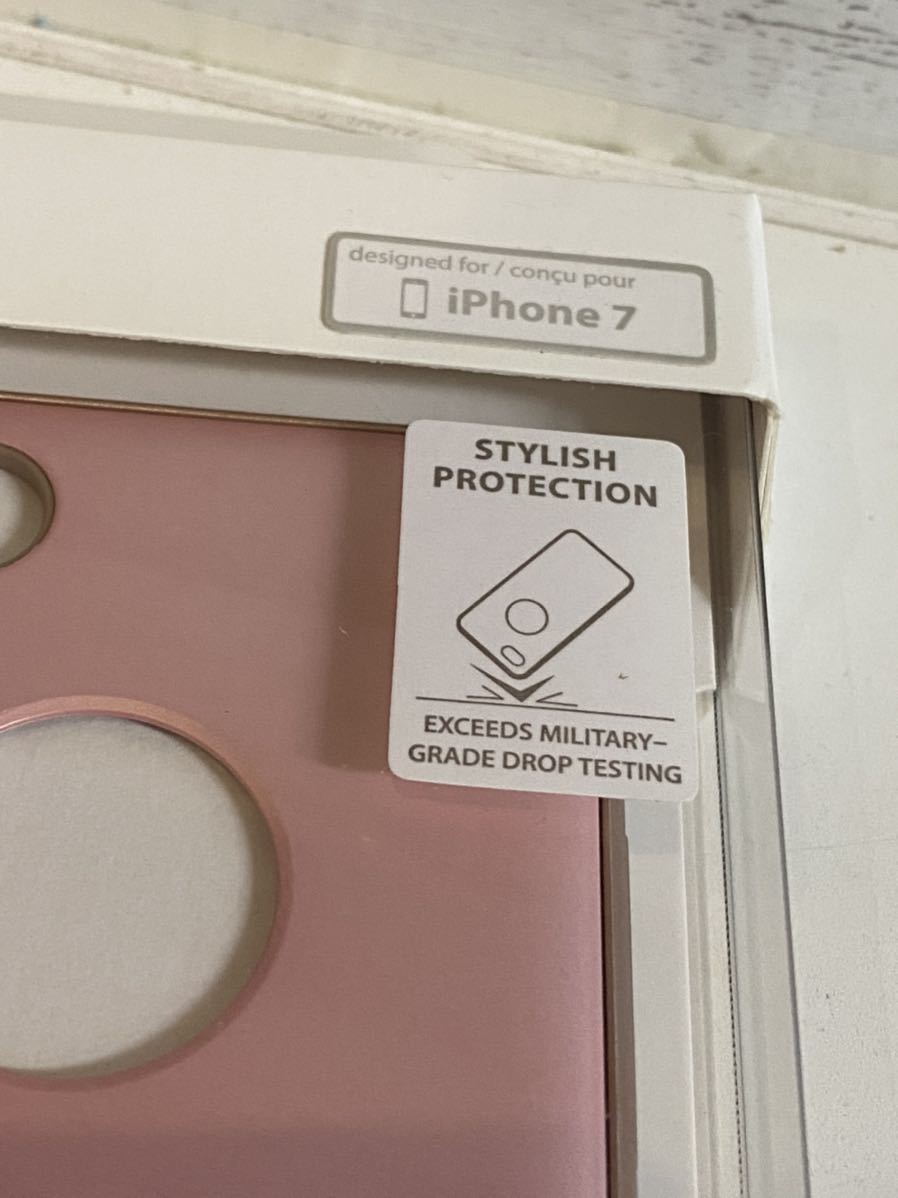 designed for / conçu pour
iPhone 7
STYLISH
PROTECTION
EXCEEDS MILITARY–
GRADE DROP TESTING